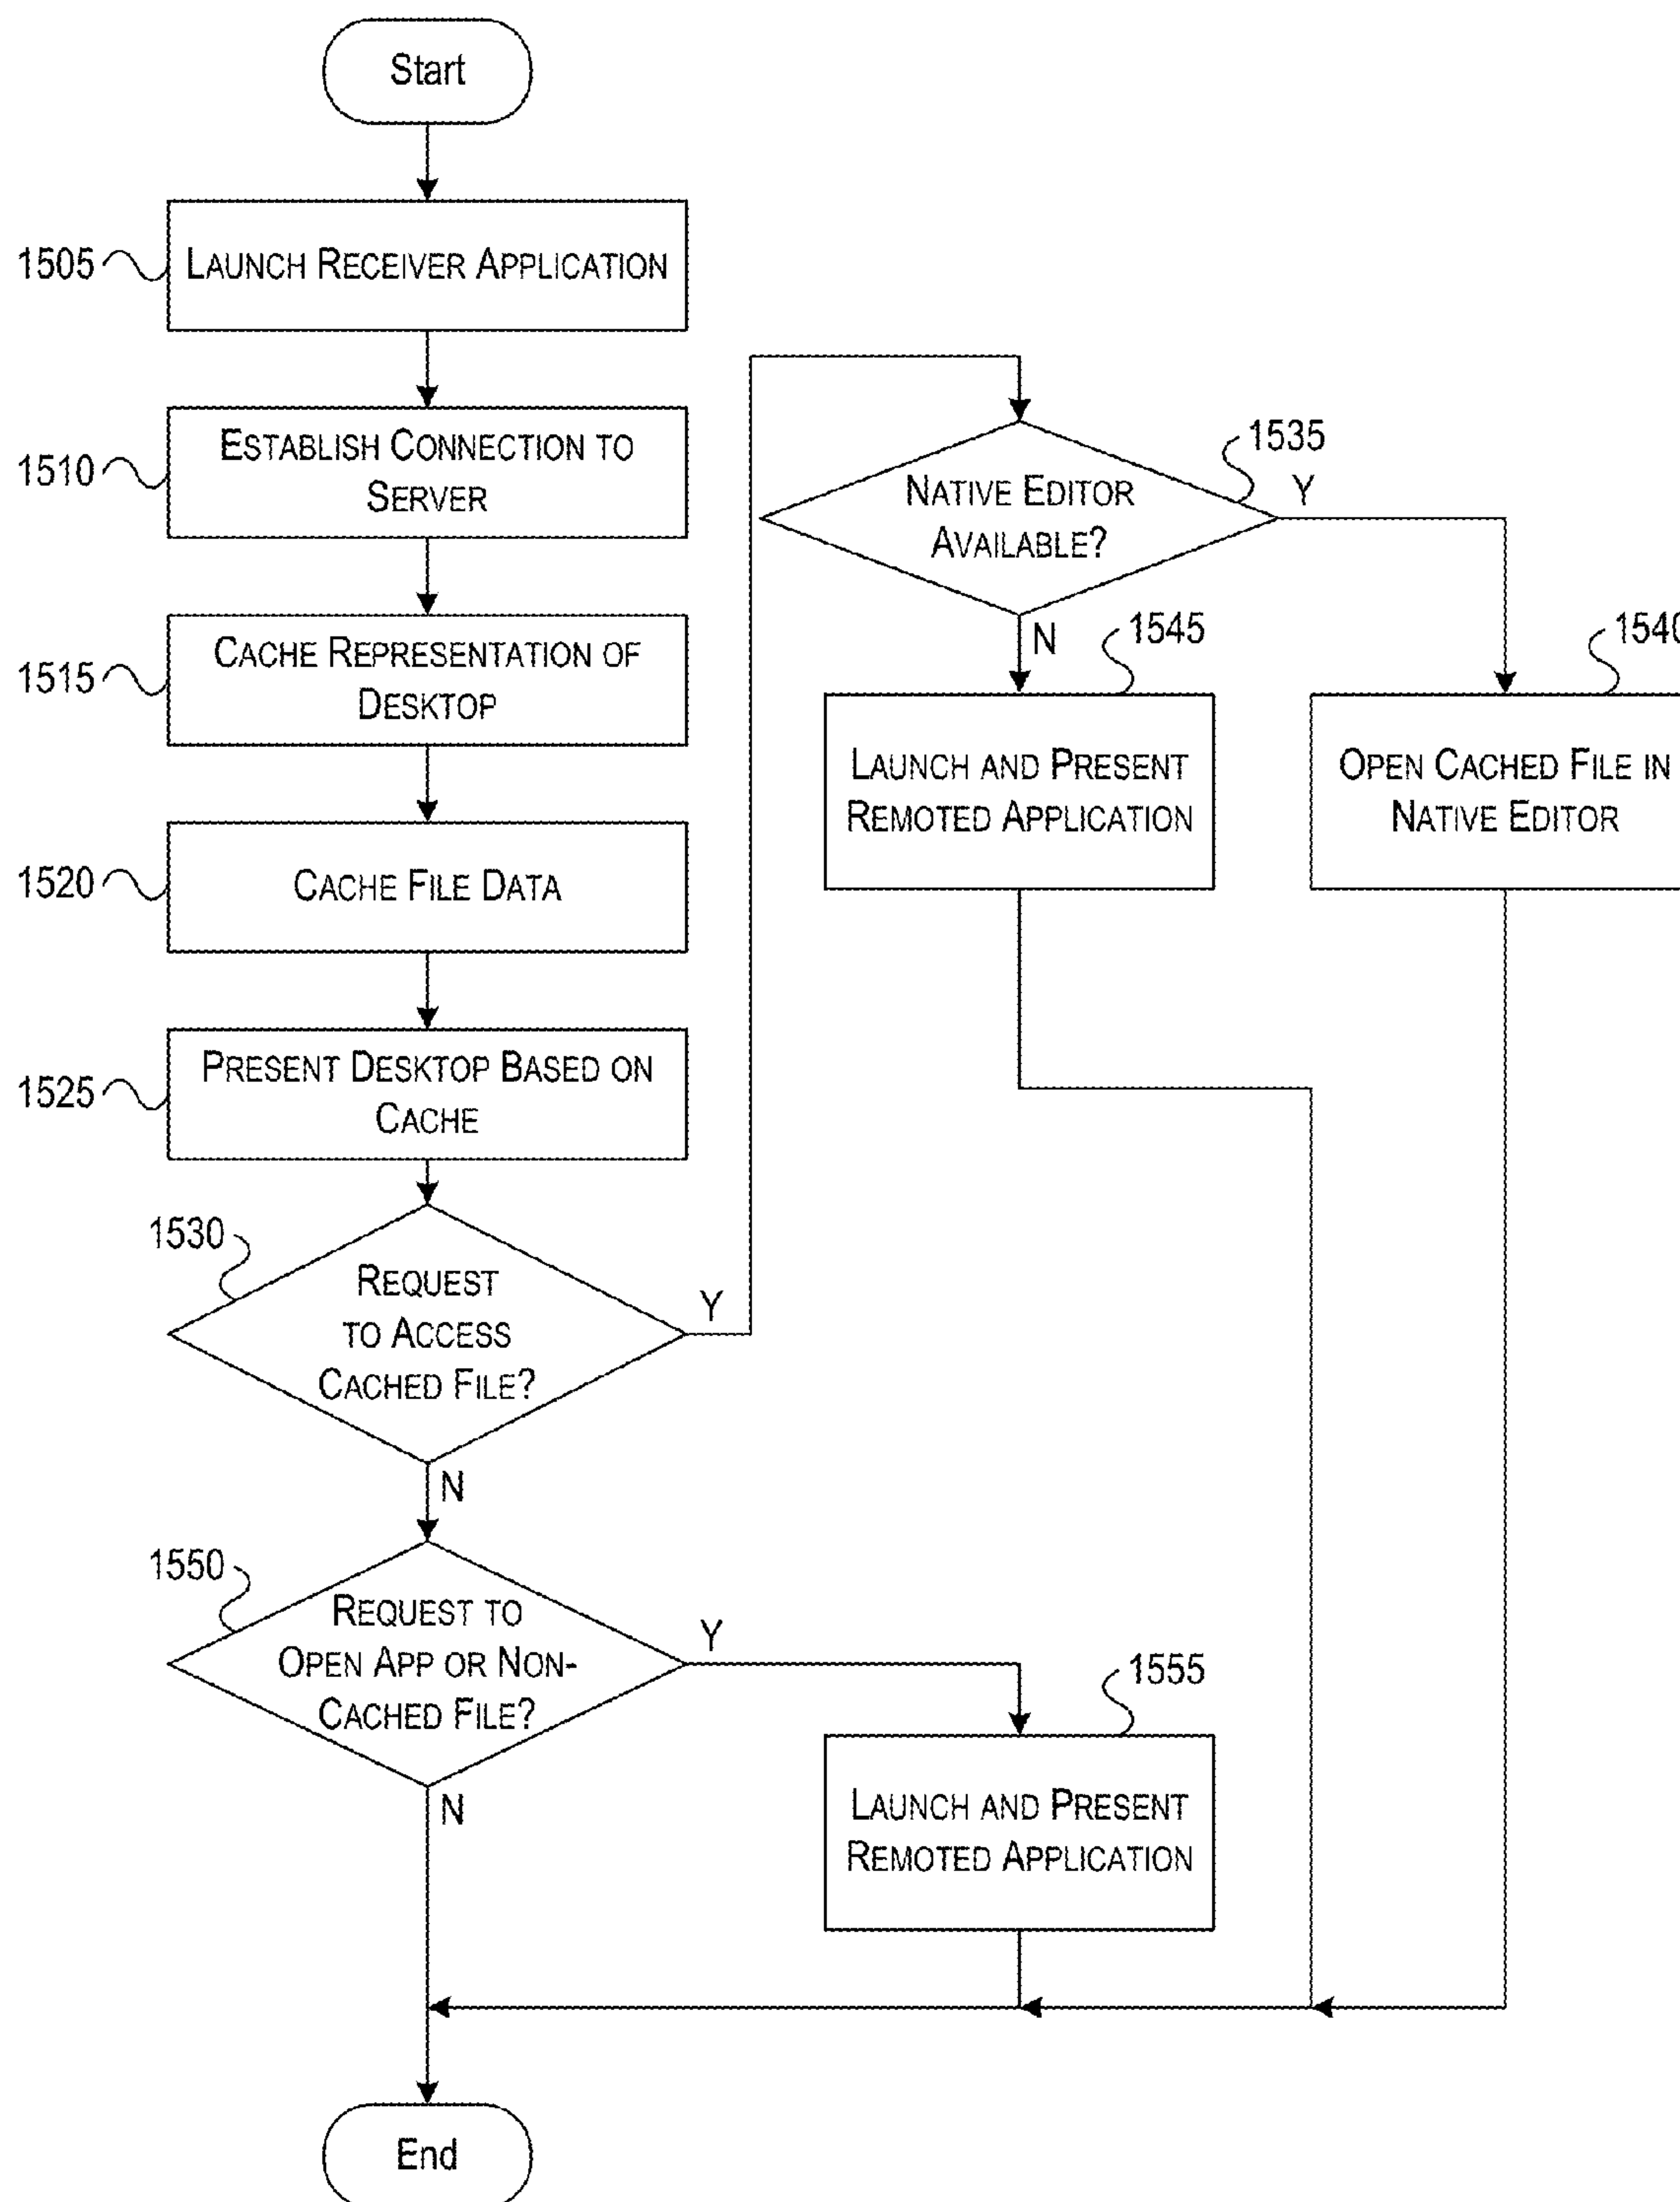 Start
1505
LAUNCH RECEIVER APPLICATION
1510
ESTABLISH CONNECTION TO
SERVER
1515
CACHE REPRESENTATION OF
DESKTOP
1520
CACHE FILE DATA
1525
PRESENT DESKTOP BASED ON
CACHE
1530
REQUEST
TO ACCESS
CACHED FILE?
Y
N
1535
NATIVE EDITOR
AVAILABLE?
Y
N
1545
LAUNCH AND PRESENT
REMOTED APPLICATION
1540
OPEN CACHED FILE IN
NATIVE EDITOR
1550
REQUEST TO
OPEN APP OR NON-
CACHED FILE?
Y
N
1555
LAUNCH AND PRESENT
REMOTED APPLICATION
End